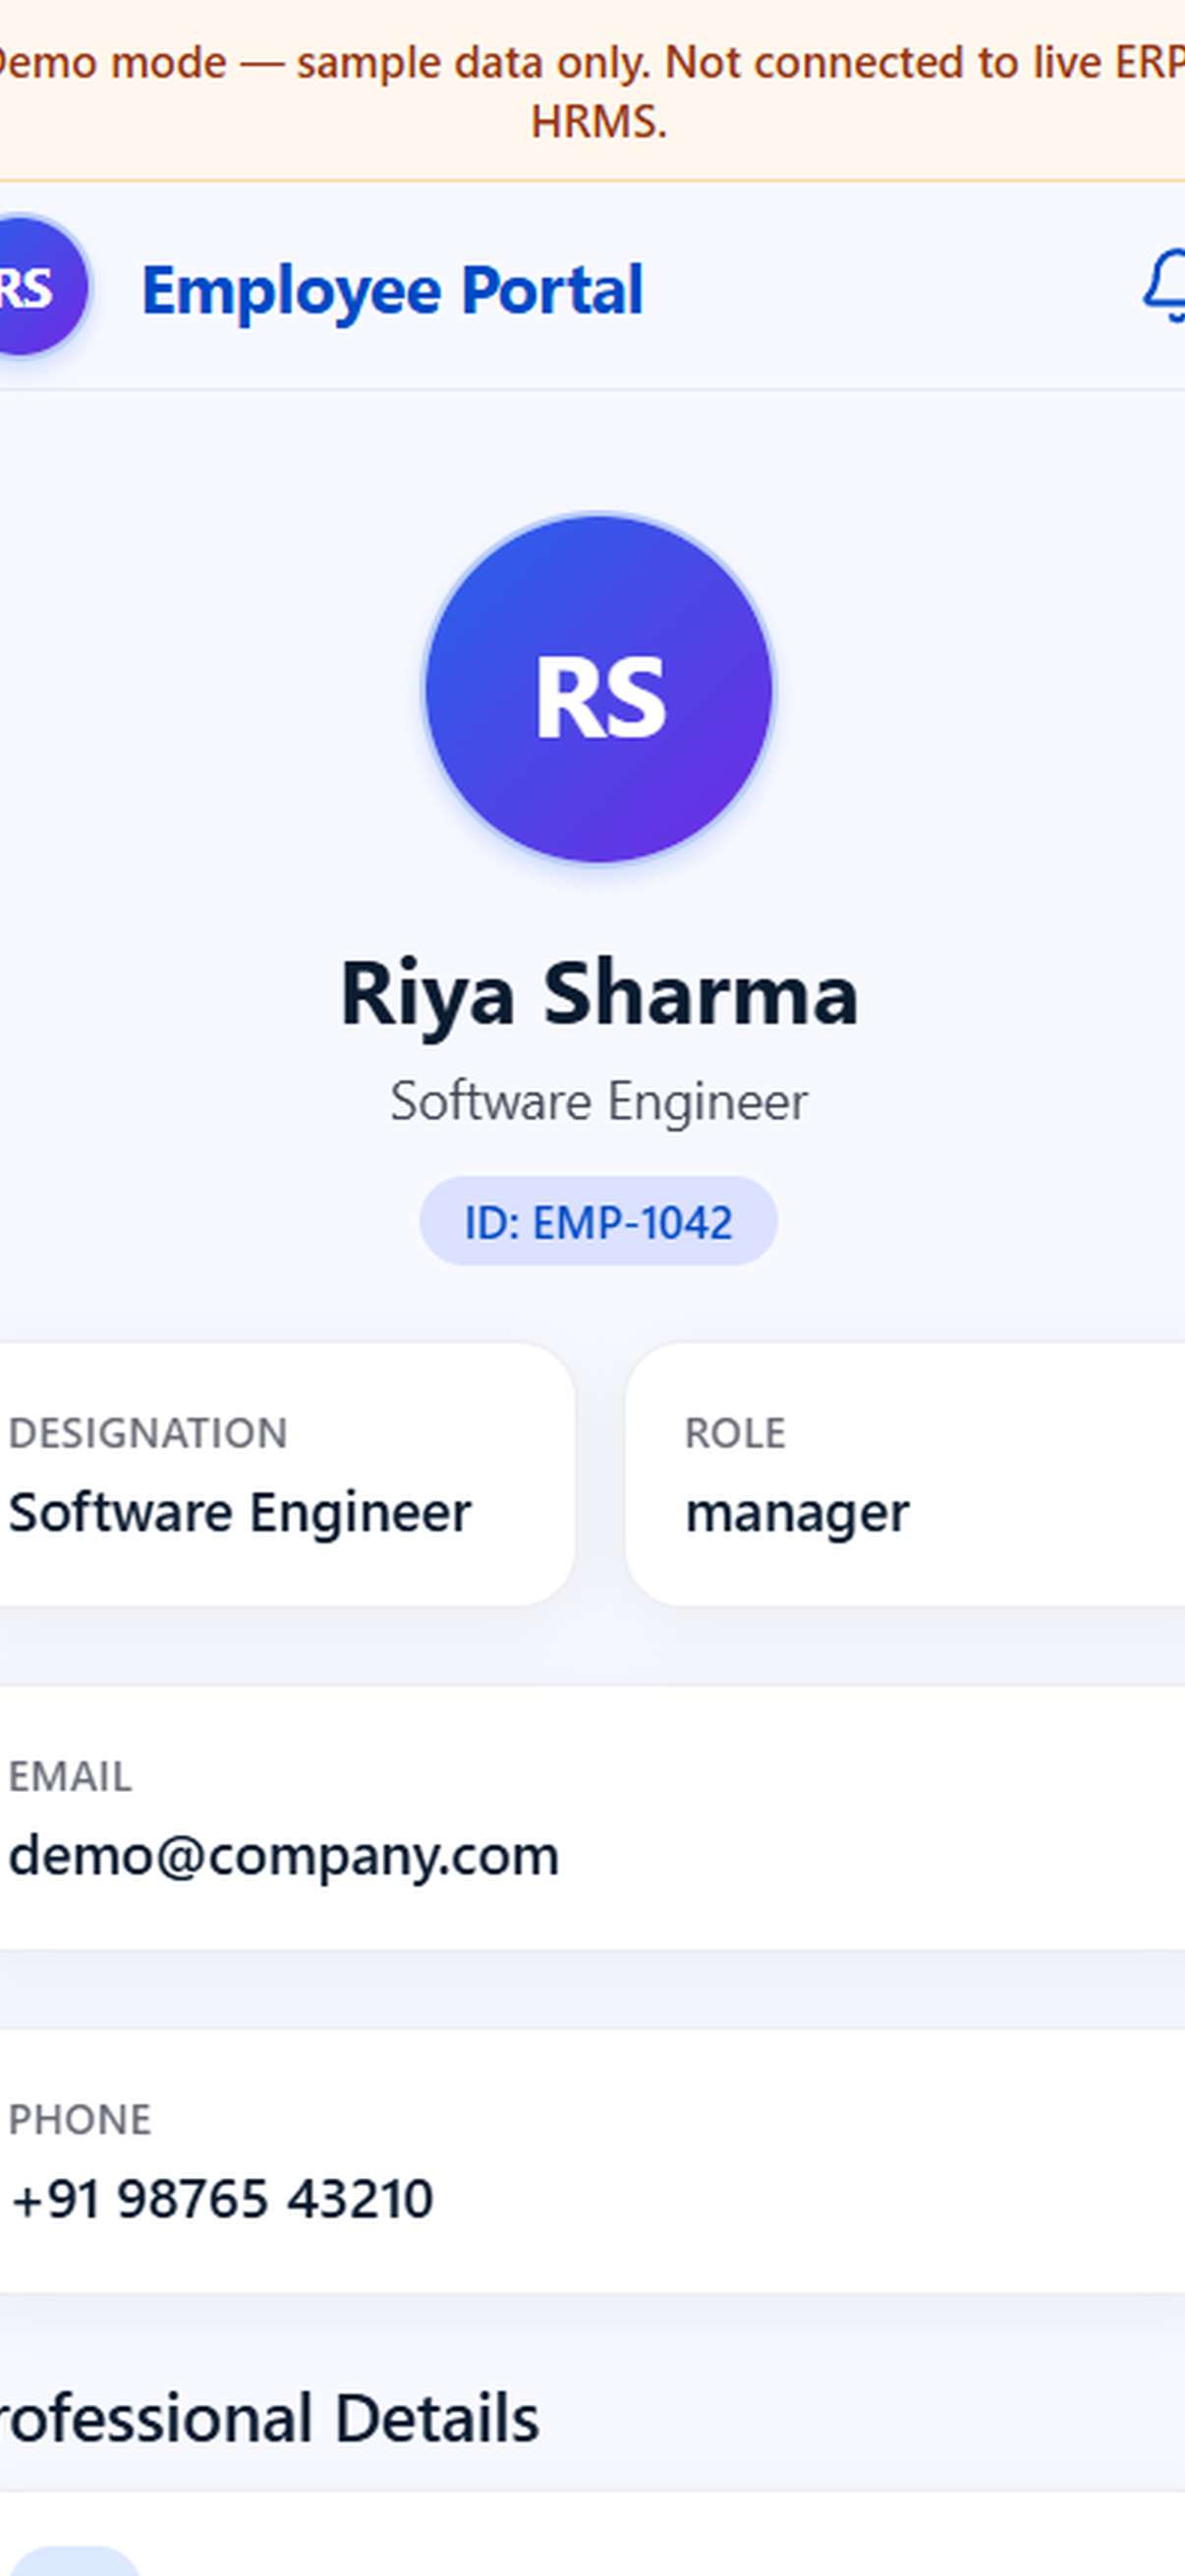 Demo mode — sample data only. Not connected to live ERP
HRMS.
RS
Employee Portal
RS
Riya Sharma
Software Engineer
ID: EMP-1042
DESIGNATION
Software Engineer
ROLE
manager
EMAIL
demo@company.com
PHONE
+91 98765 43210
rofessional Details